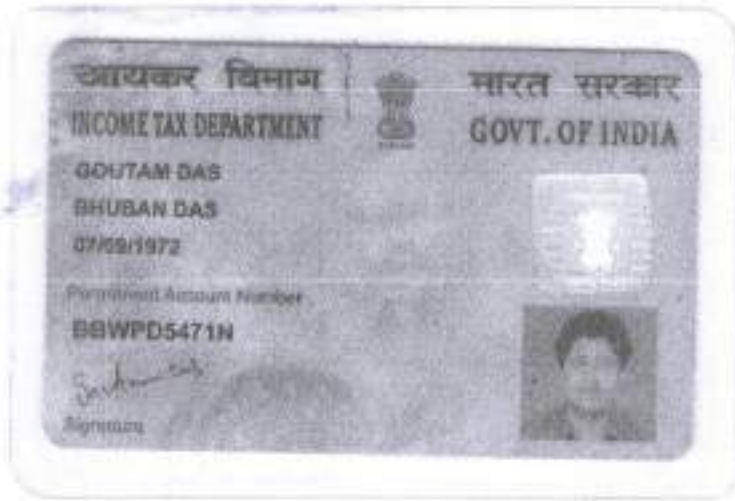 आयकर विभाग
INCOME TAX DEPARTMENT
भारत सरकार
GOVT. OF INDIA
GOUTAM DAS
BHUBAN DAS
07/09/1972
Permanent Account Number
BBWPD5471N
Signature